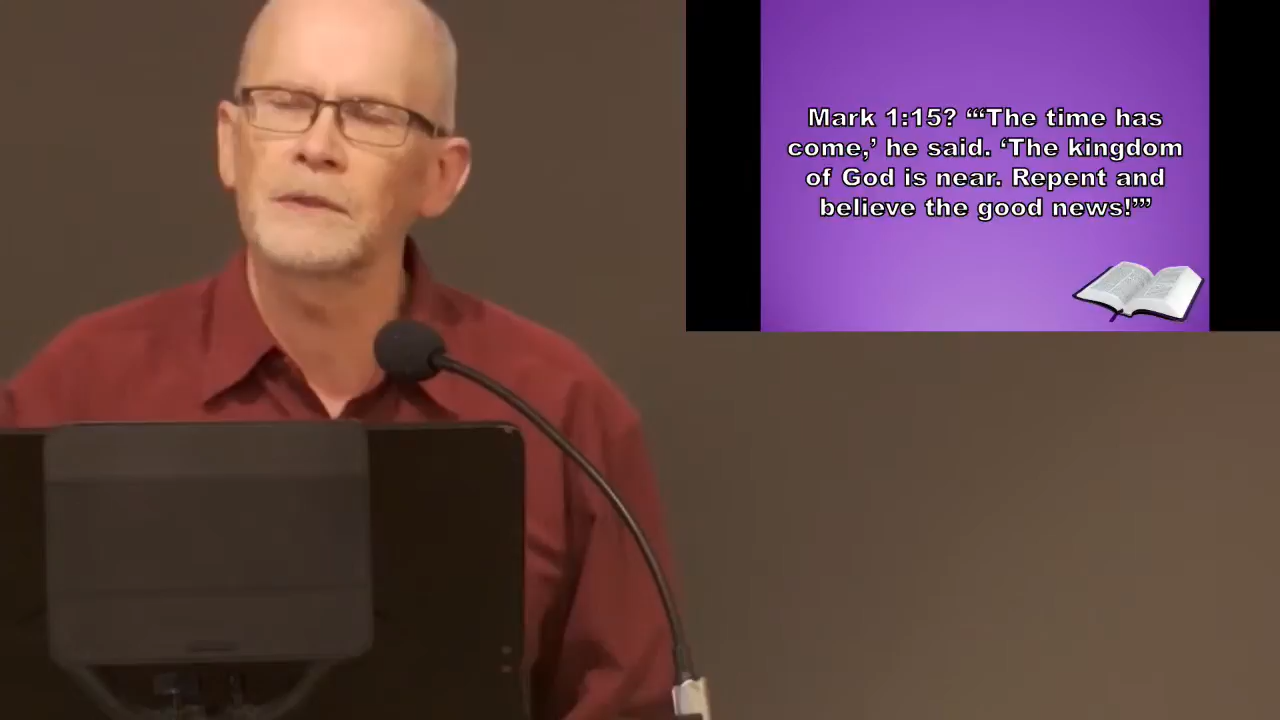 Mark 1:15? “‘The time has
come,’ he said. ‘The kingdom
of God is near. Repent and
believe the good news!’”